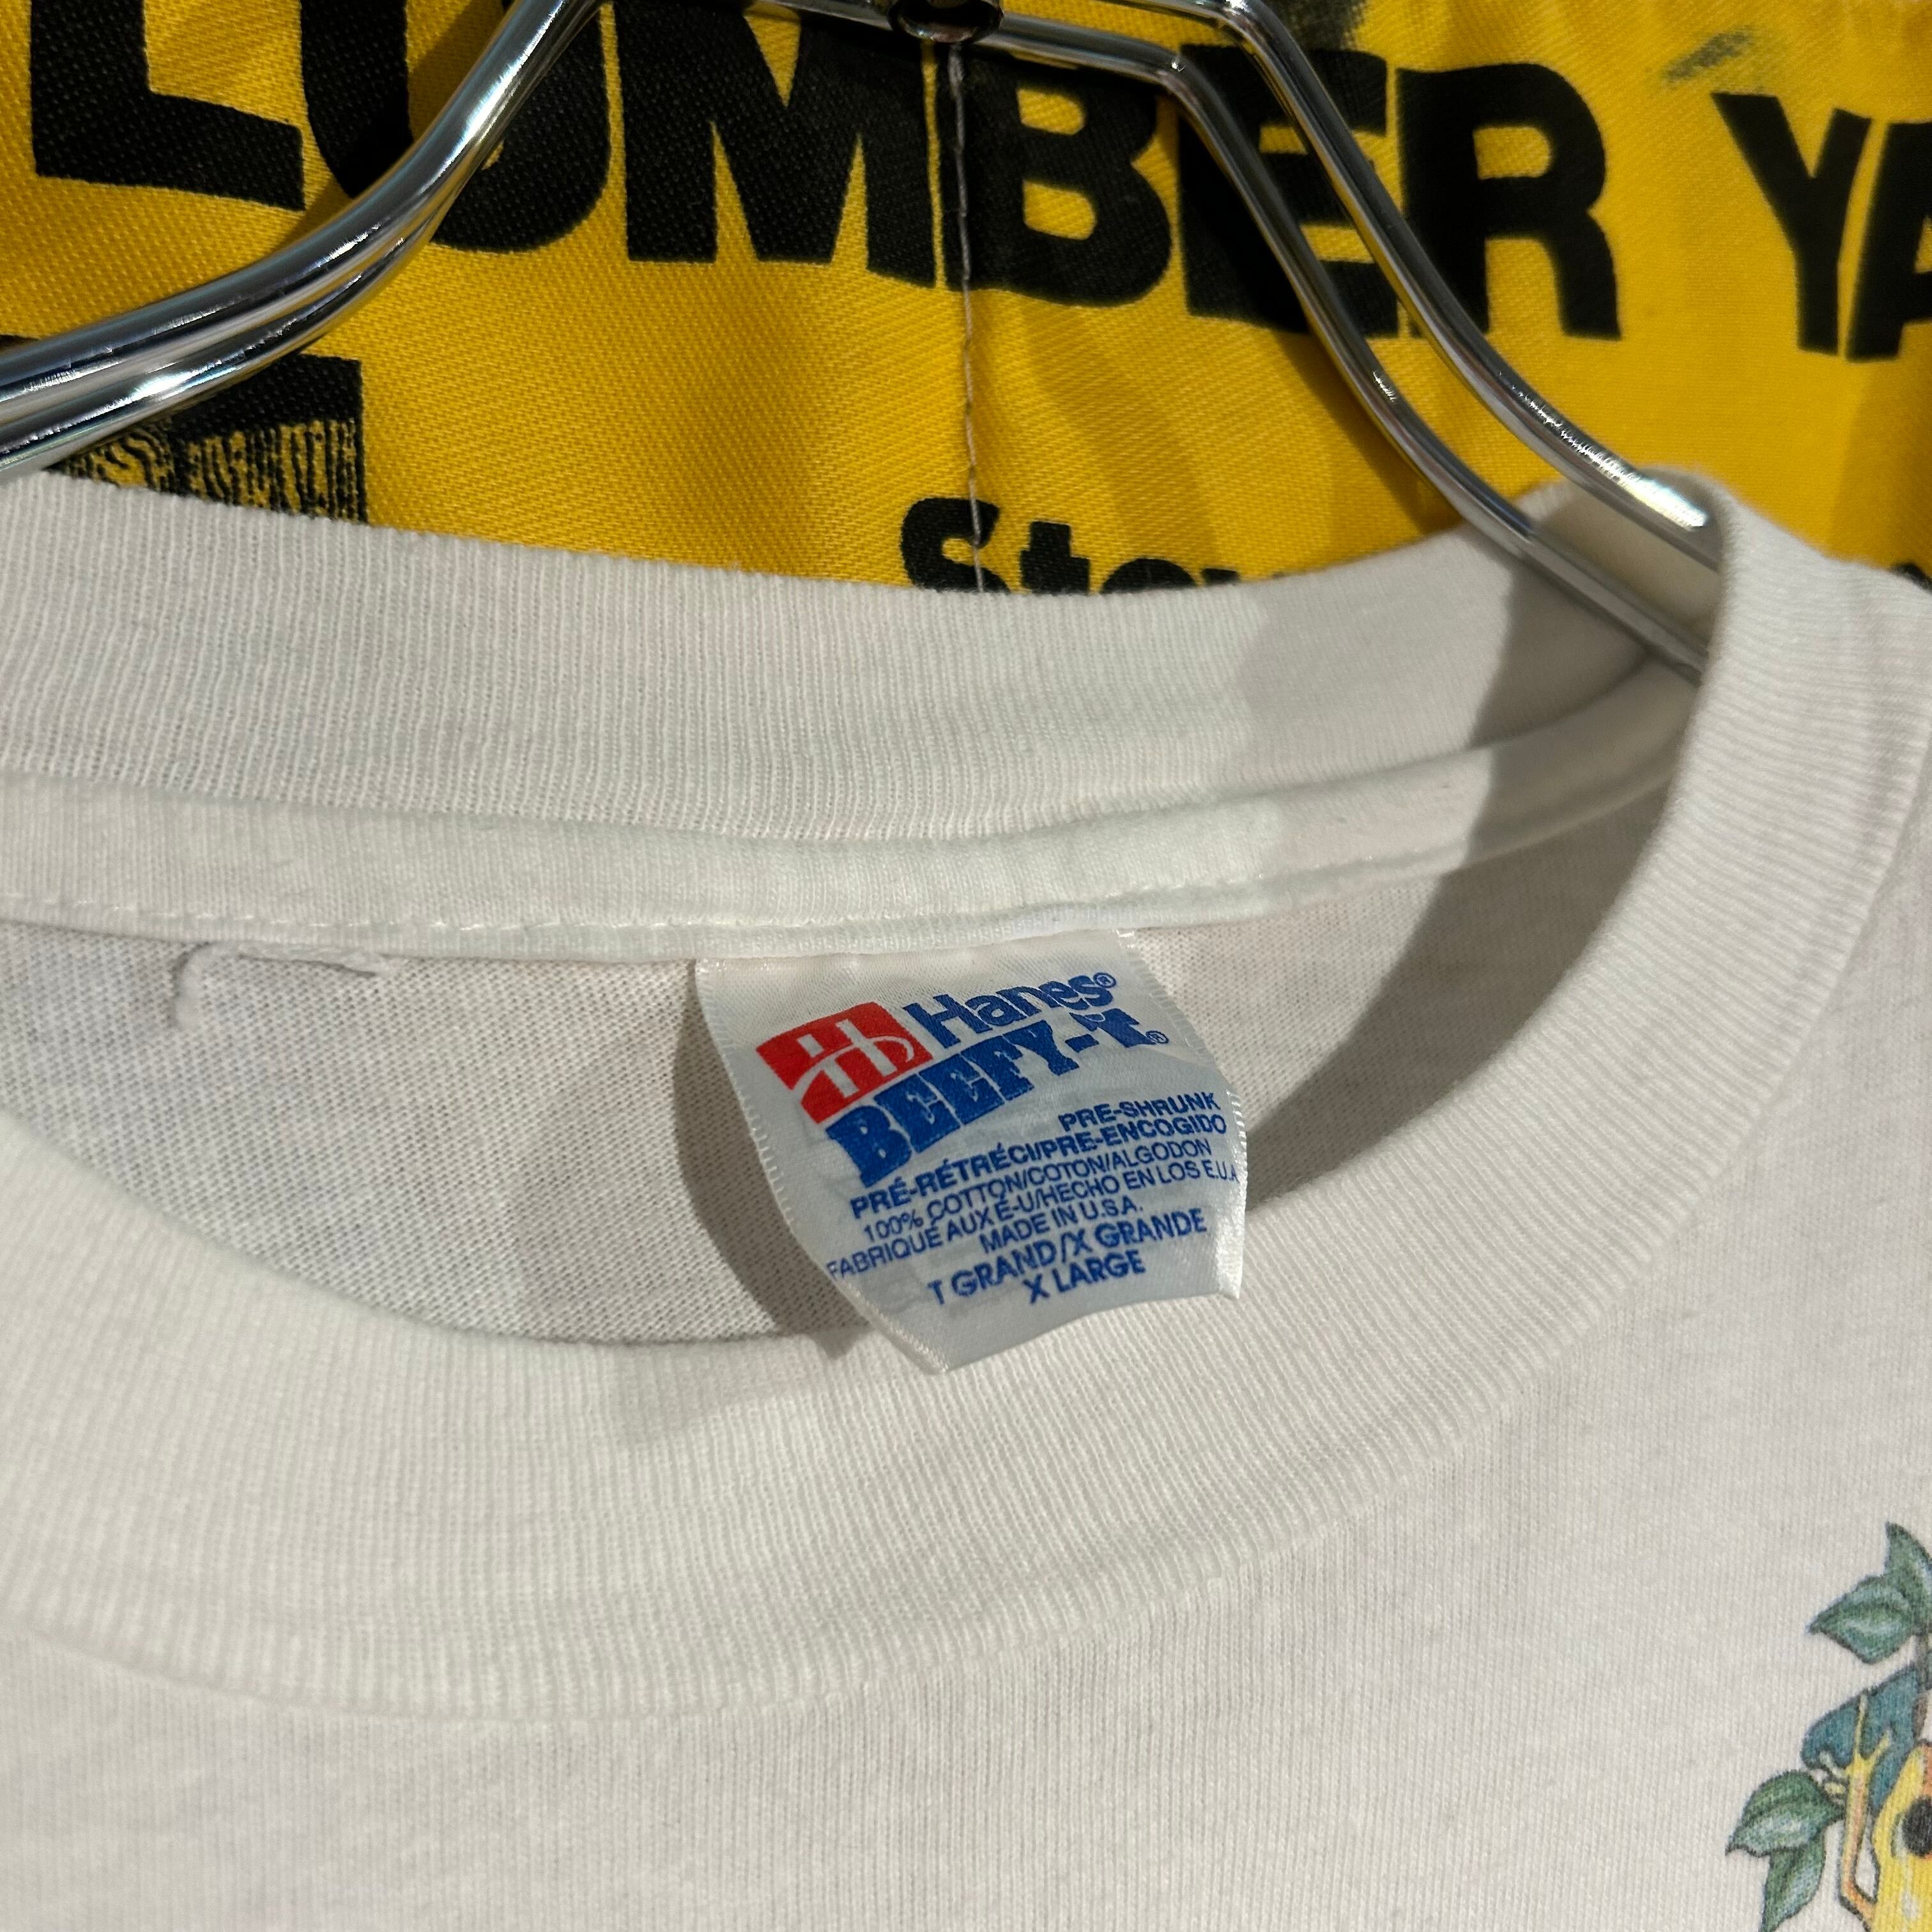 LUMBER YA
Hanes®
BEEFY-T®
PRE-SHRUNK
PRÉ-RÉTRÉCI/PRE-ENCOGIDO
100% COTTON/COTON/ALGODON
FABRIQUÉ AUX É-U/HECHO EN LOS E.U.A
MADE IN U.S.A.
T GRAND/X GRANDE
X LARGE